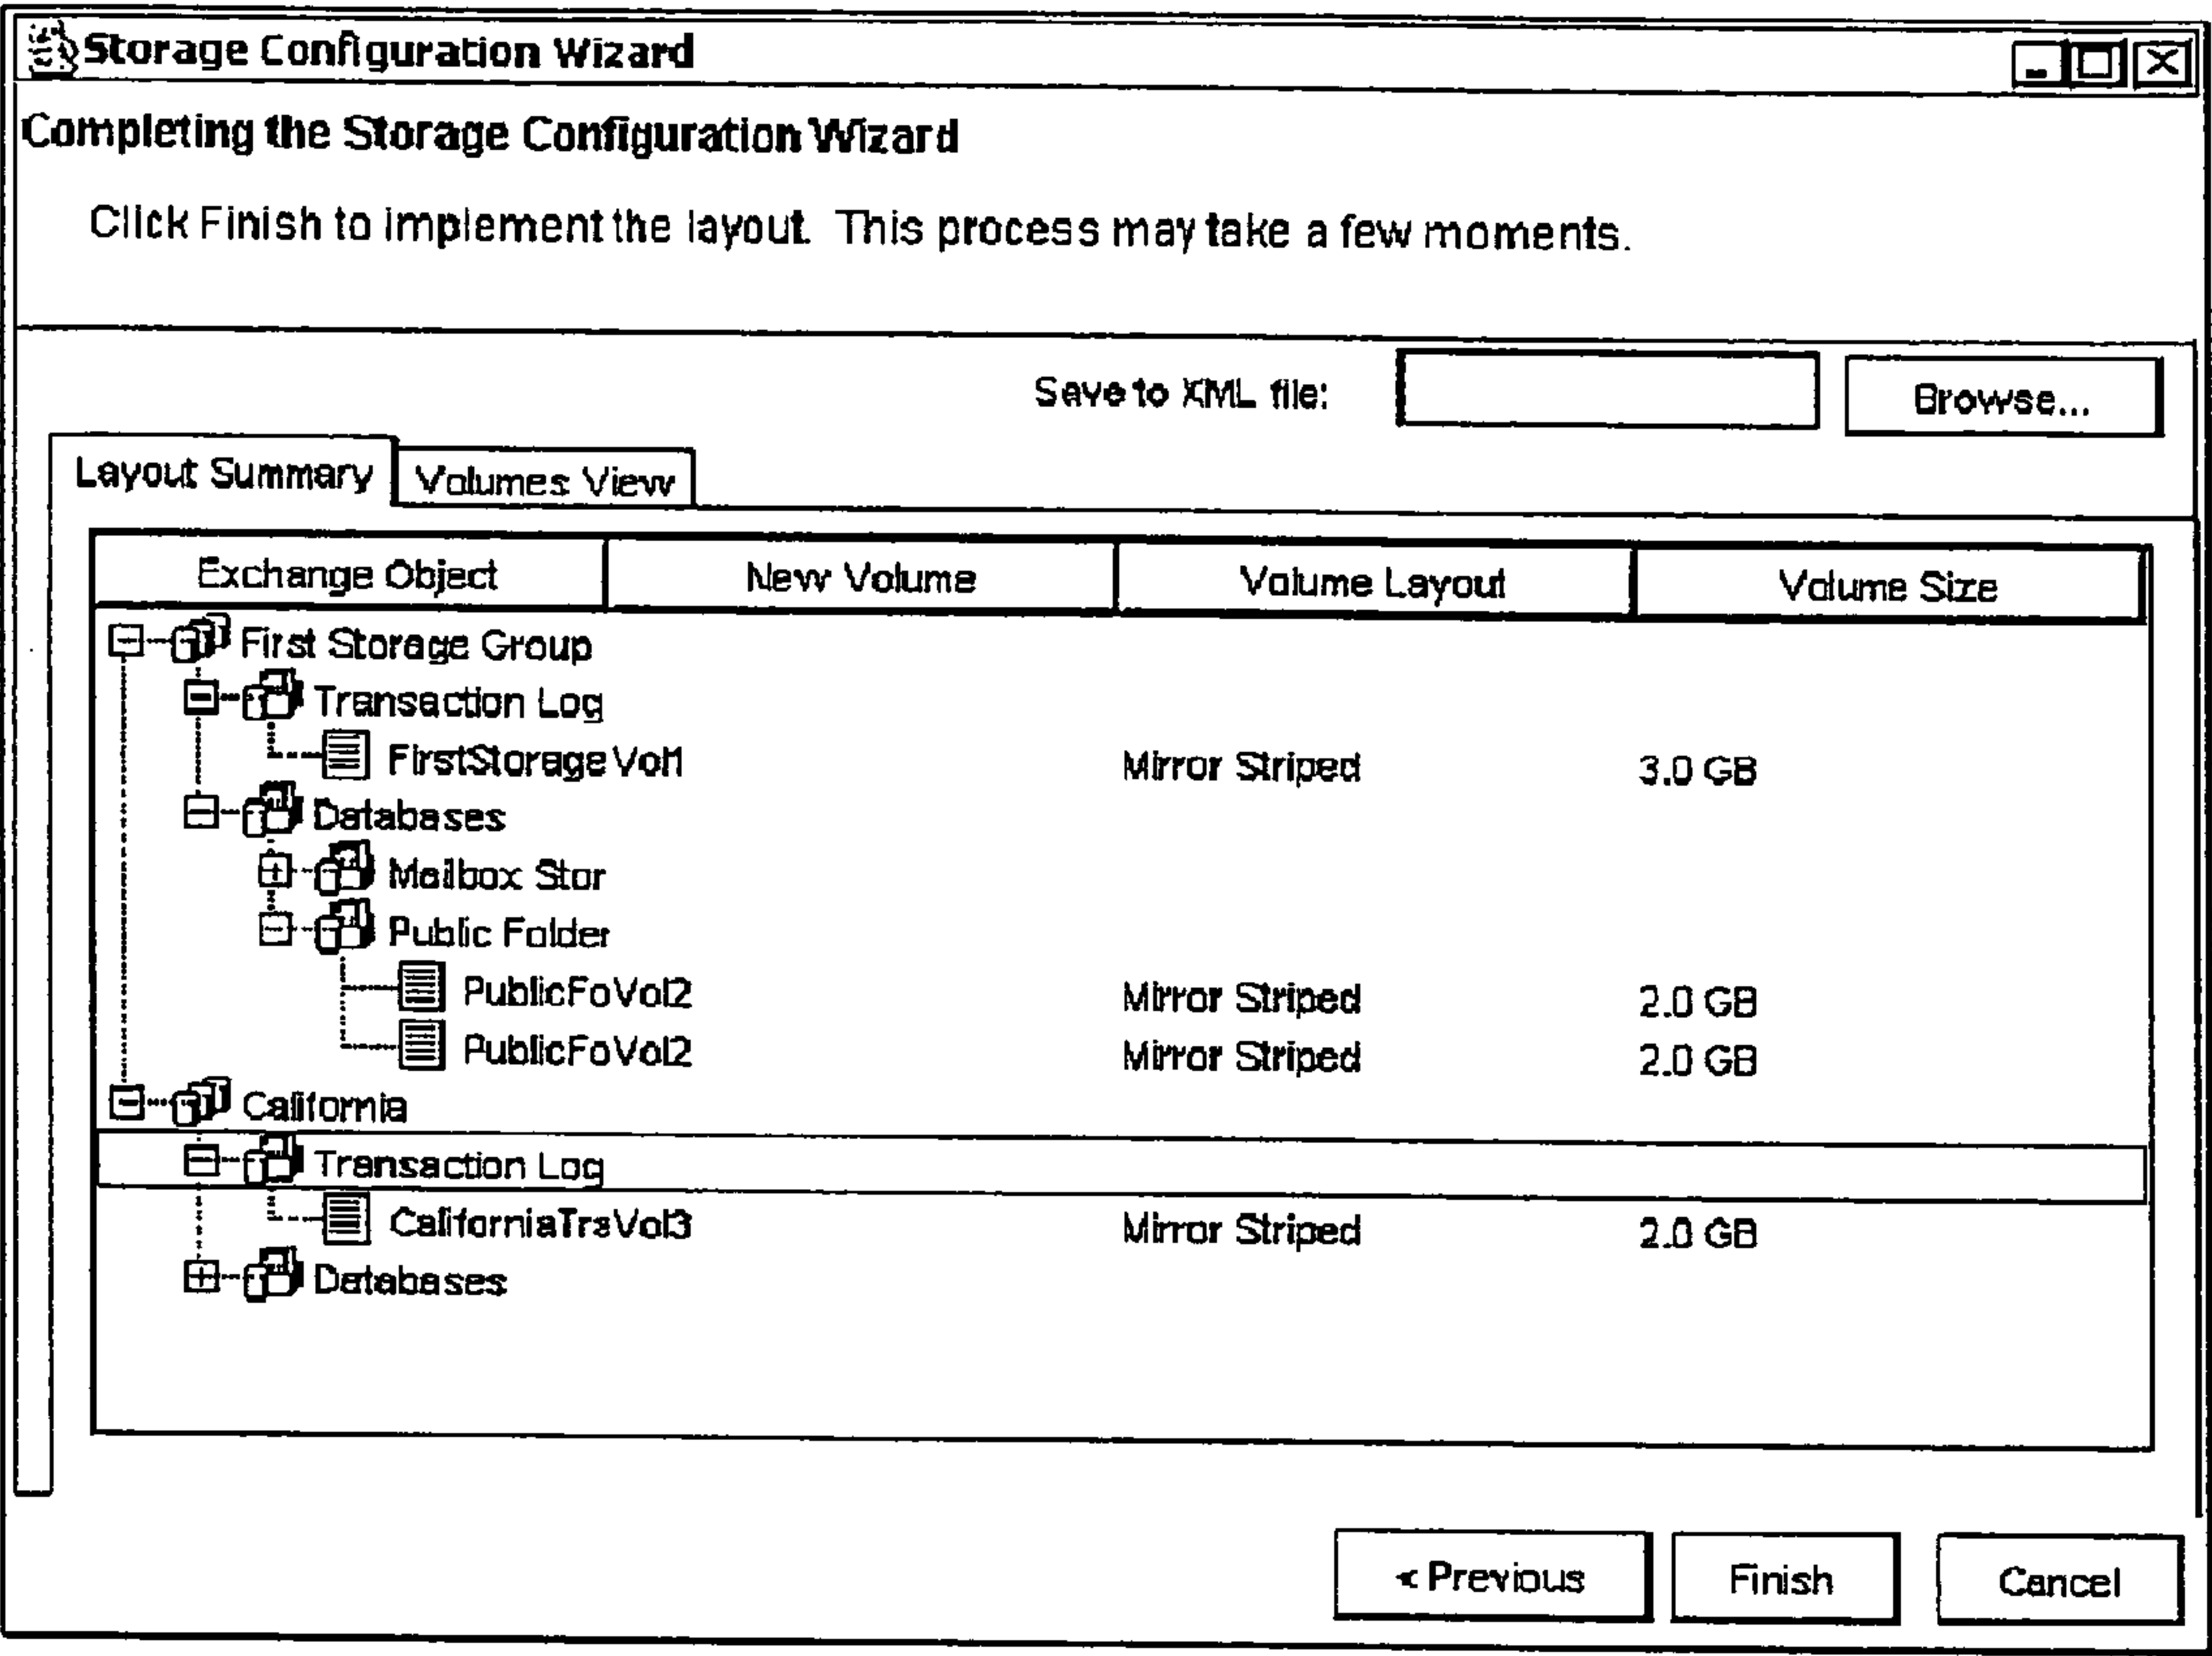 Storage Configuration Wizard
Completing the Storage Configuration Wizard
Click Finish to implement the layout. This process may take a few moments.
Save to XML file: Browse...
Layout Summary Volumes View
Exchange Object New Volume Volume Layout Volume Size
First Storage Group
Transaction Log
FirstStorageVol1 Mirror Striped 3.0 GB
Databases
Mailbox Stor
Public Folder
PublicFoVol2 Mirror Striped 2.0 GB
PublicFoVol2 Mirror Striped 2.0 GB
California
Transaction Log
CaliforniaTraVol3 Mirror Striped 2.0 GB
Databases
< Previous Finish Cancel